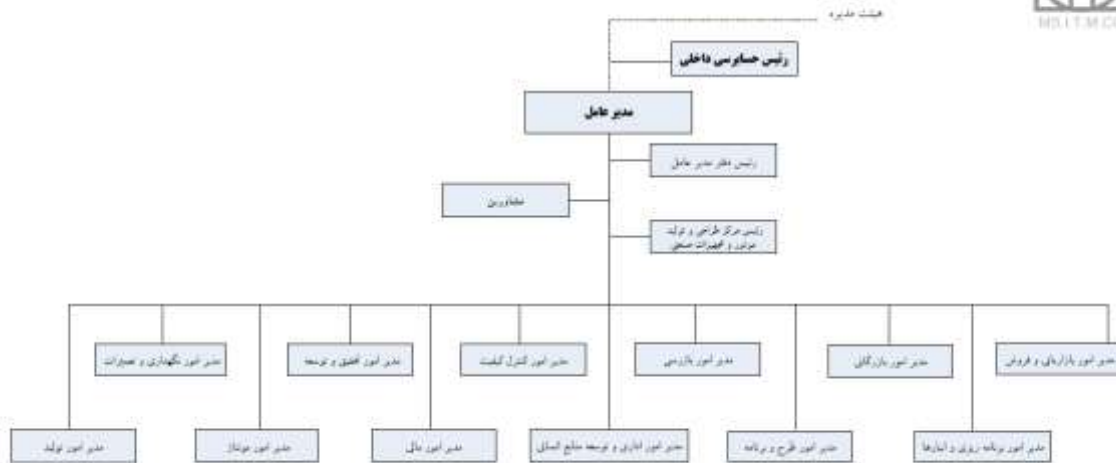 هیئت مدیره
MSITM.CO
رئیس حسابرسی داخلی
مدیر عامل
رئیس دفتر مدیر عامل
مشاورین
رئیس مرکز طراحی و تولید
موتور و تجهیزات صنعتی
مدیر امور بازاریابی و فروش
مدیر امور بازرگانی
مدیر امور بازرسی
مدیر امور کنترل کیفیت
مدیر امور تحقیق و توسعه
مدیر امور نگهداری و تعمیرات
مدیر امور برنامه ریزی و انبارها
مدیر امور طرح و برنامه
مدیر امور اداری و توسعه منابع انسانی
مدیر امور مالی
مدیر امور مونتاژ
مدیر امور تولید